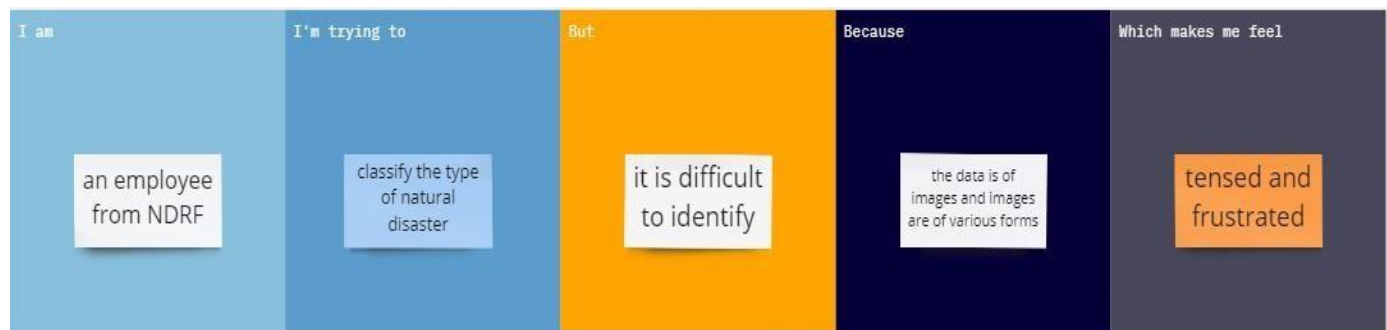 I am
an employee
from NDRF
I'm trying to
classify the type
of natural
disaster
But
it is difficult
to identify
Because
the data is of
images and images
are of various forms
Which makes me feel
tensed and
frustrated